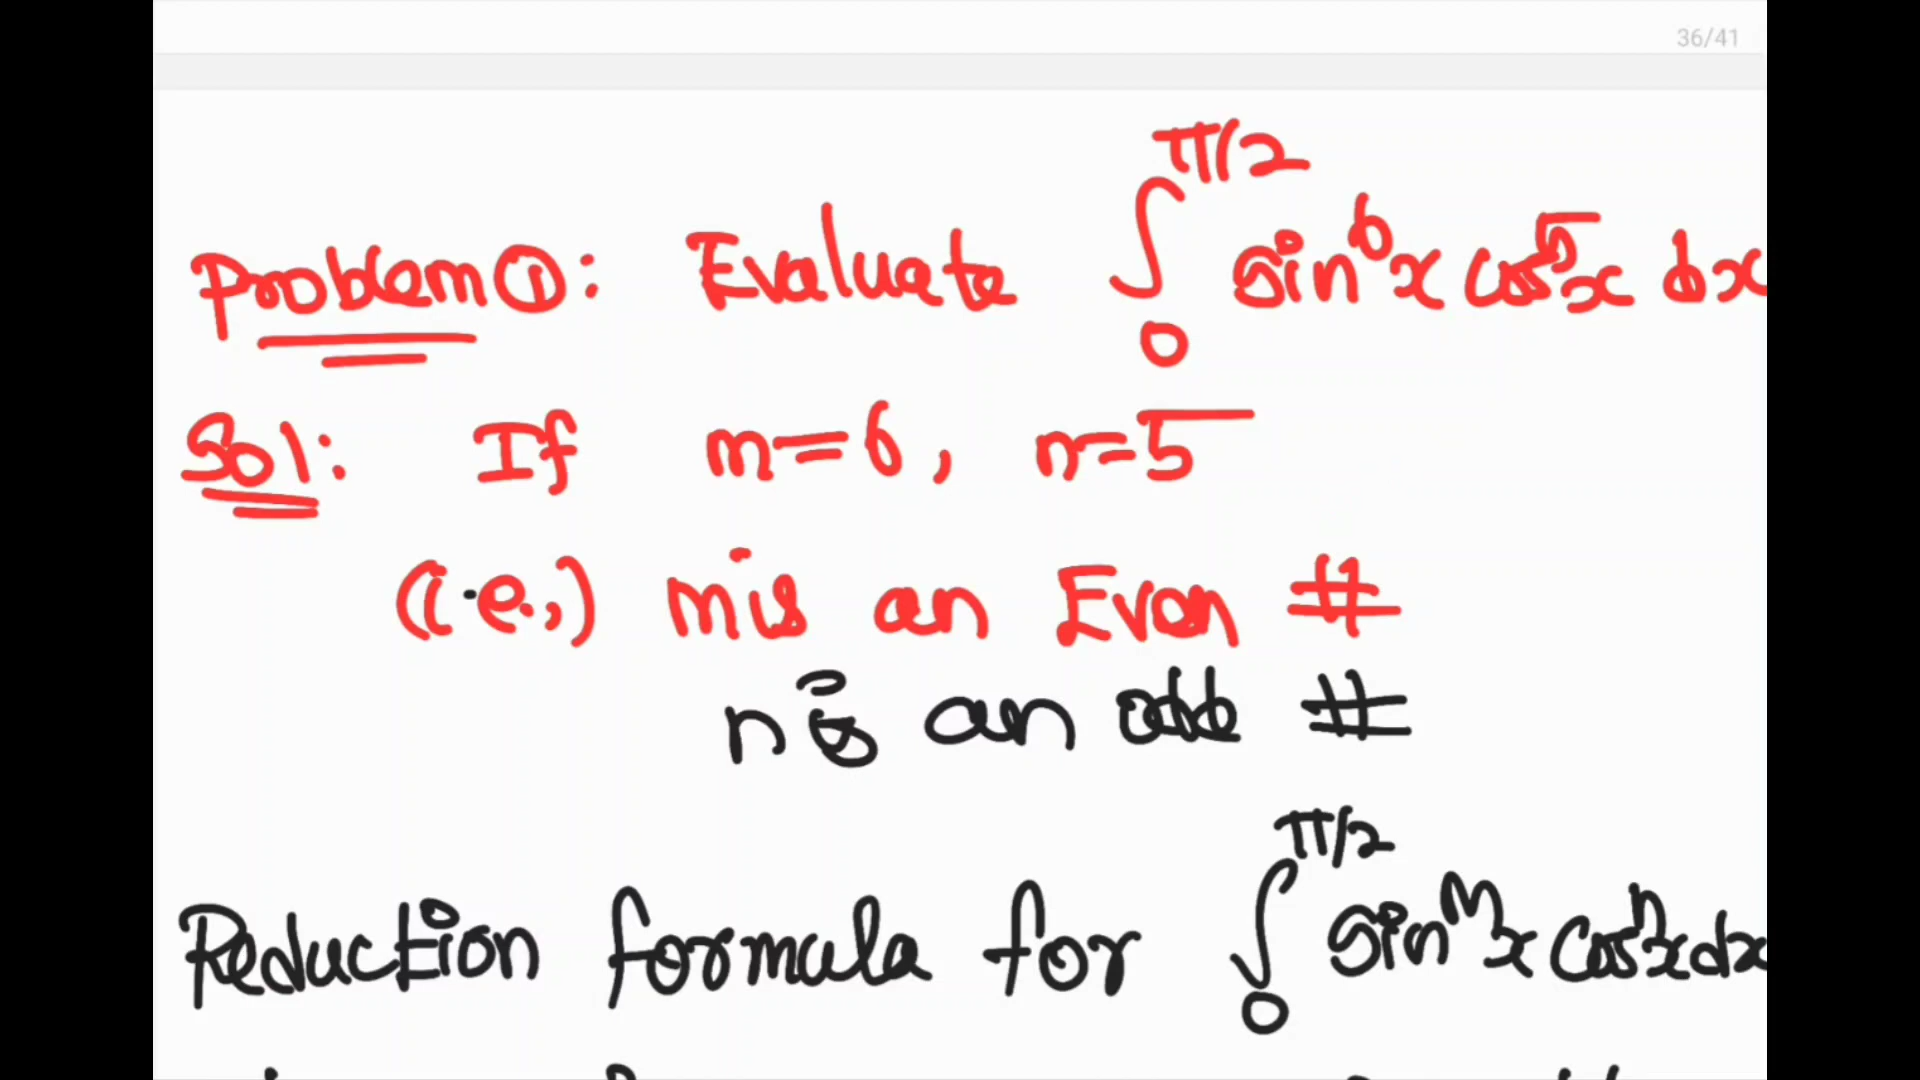 36/41
Problem①: Evaluate ∫₀^π/2 sin⁶x cos⁵x dx
Sol: If m=6, n=5
(i.e.,) m is an Even #
n is an odd #
Reduction formula for ∫₀^π/2 sinᵐx cosⁿx dx